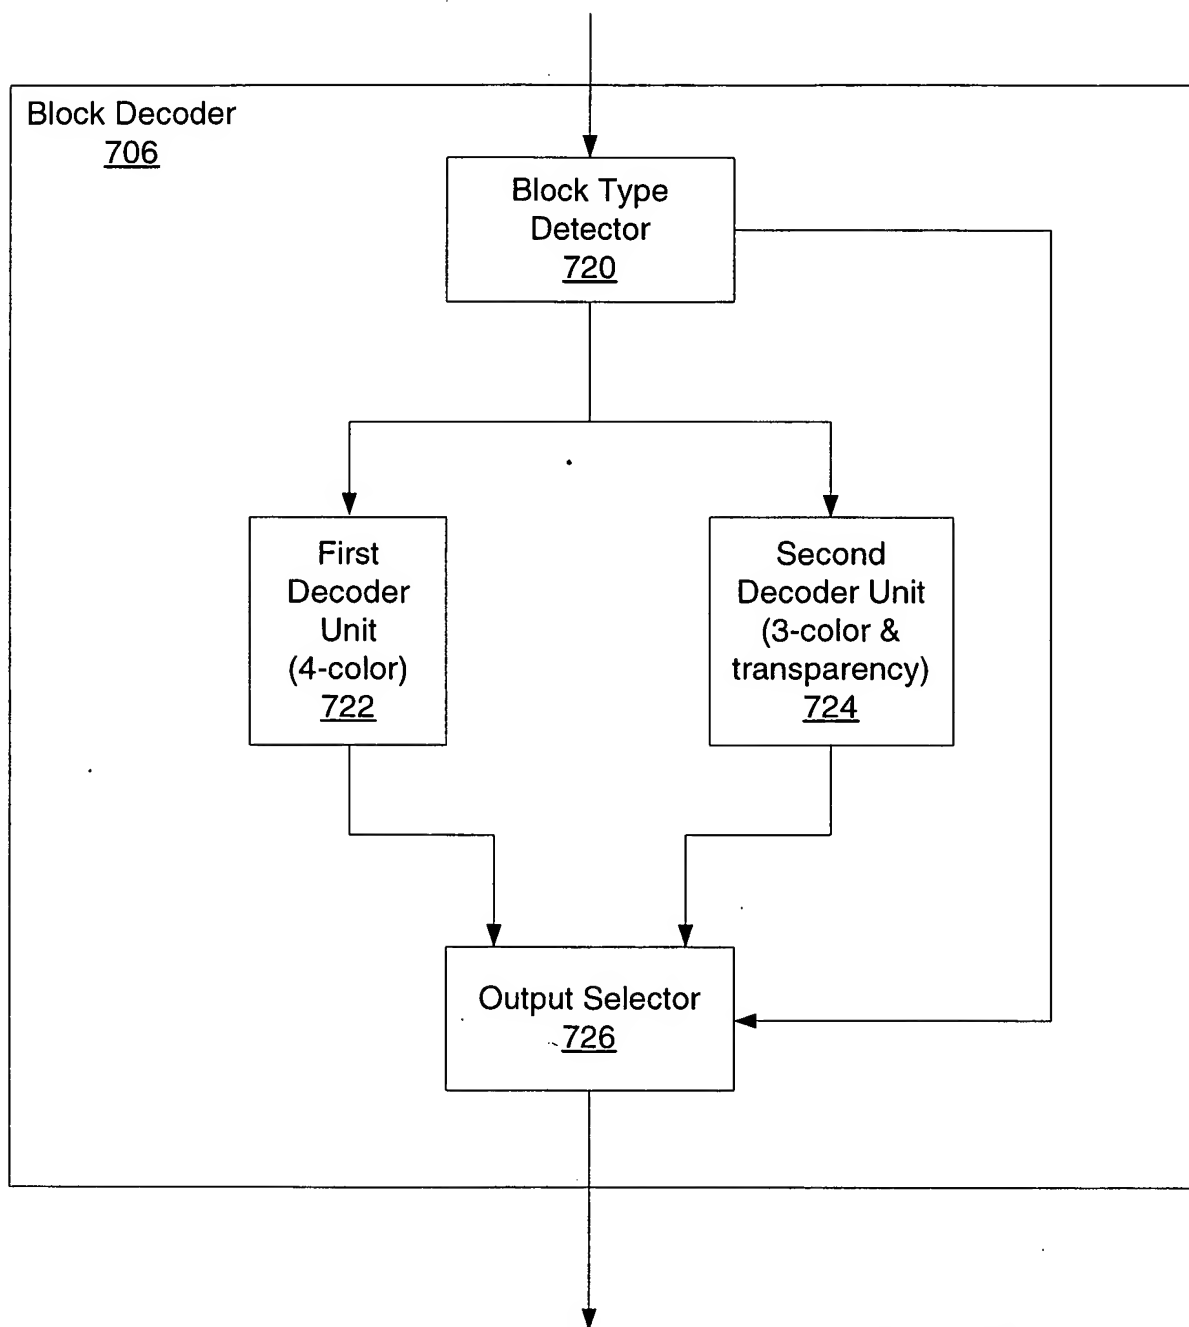 Block Decoder
706
Block Type
Detector
720
First
Decoder
Unit
(4-color)
722
Second
Decoder Unit
(3-color &
transparency)
724
Output Selector
726